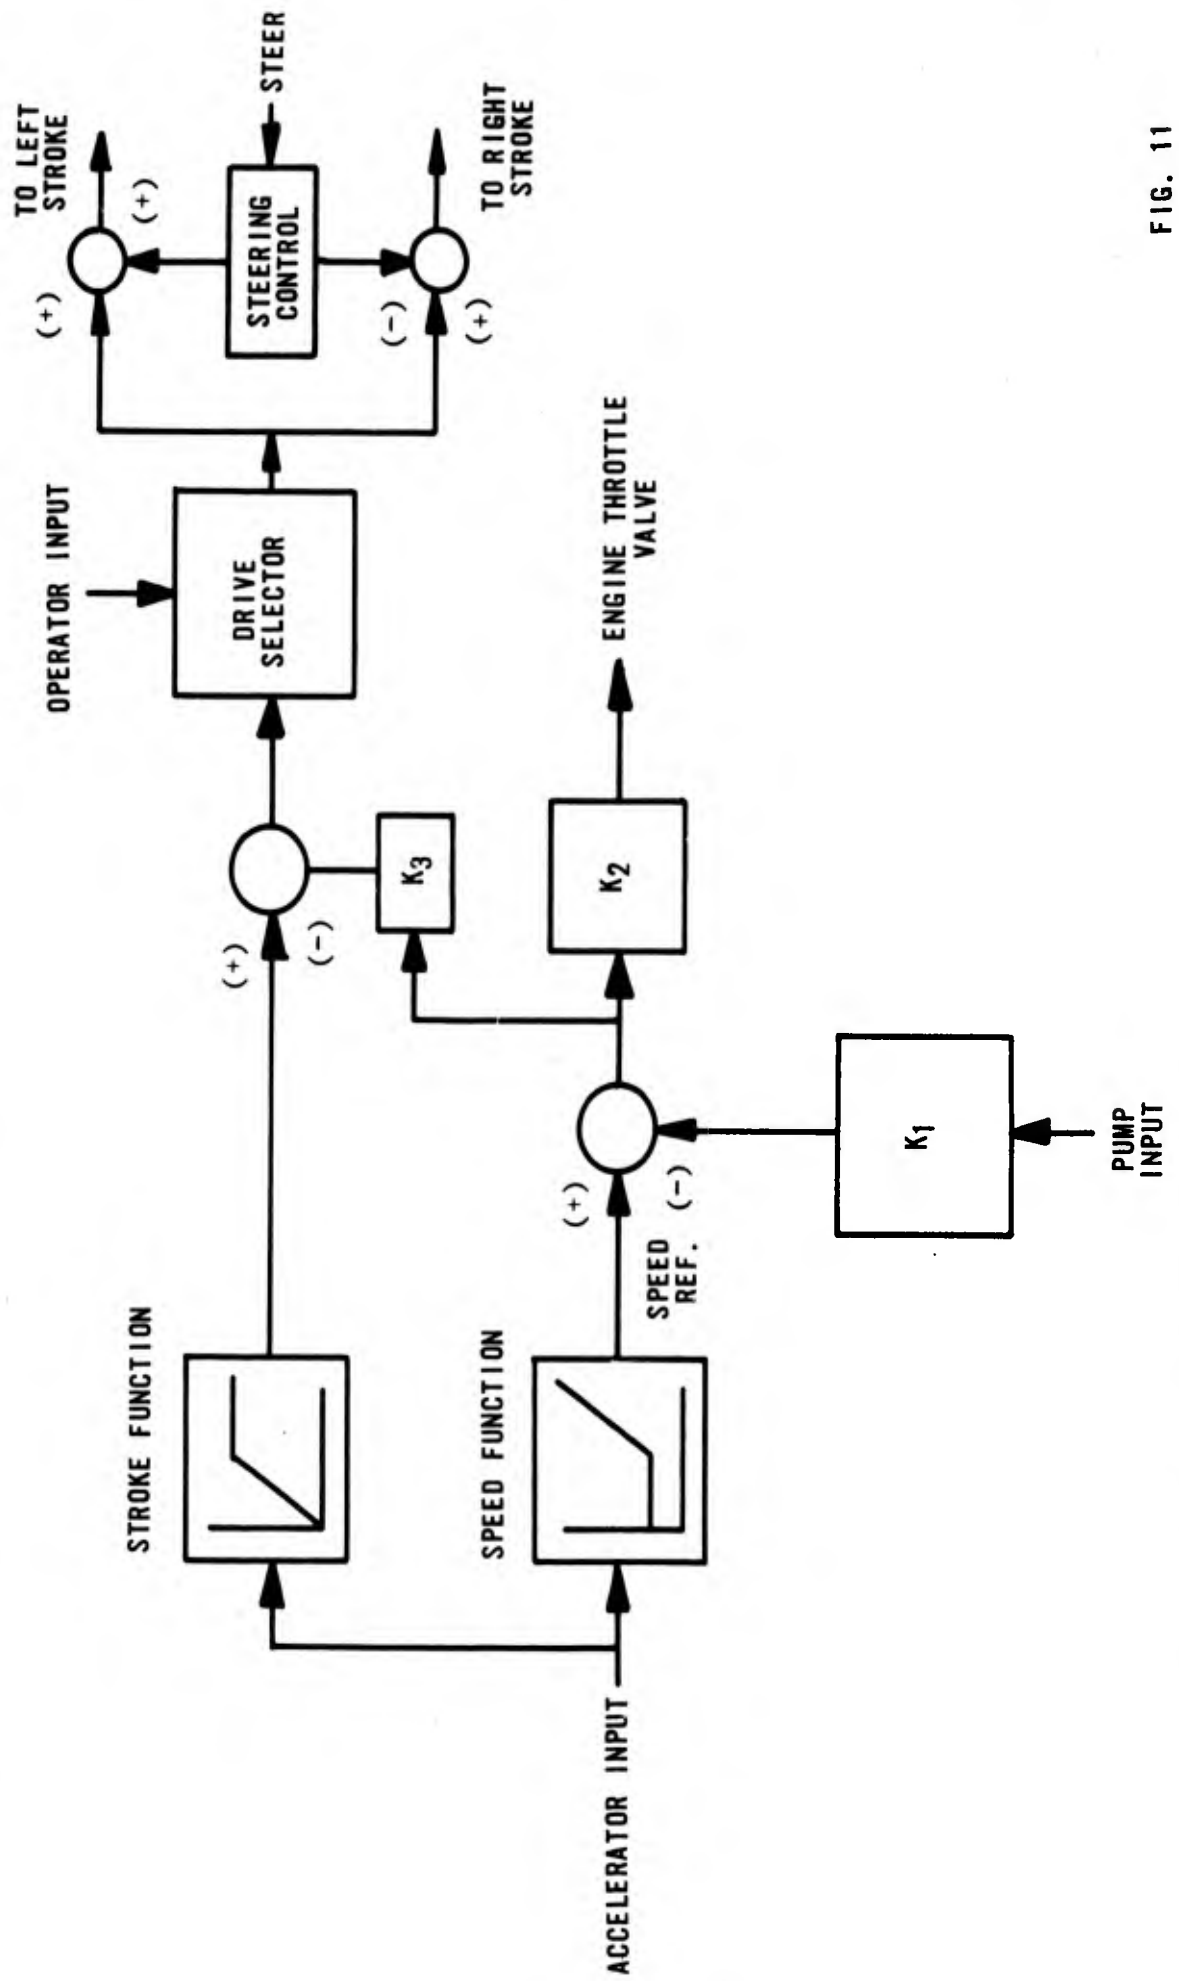 STROKE FUNCTION
SPEED FUNCTION
ACCELERATOR INPUT
SPEED
REF.
(+)
(-)
K1
PUMP
INPUT
(+)
(-)
K3
K2
ENGINE THROTTLE
VALVE
OPERATOR INPUT
DRIVE
SELECTOR
(+)
(+)
TO LEFT
STROKE
STEERING
CONTROL
STEER
(-)
(+)
TO RIGHT
STROKE
FIG. 11